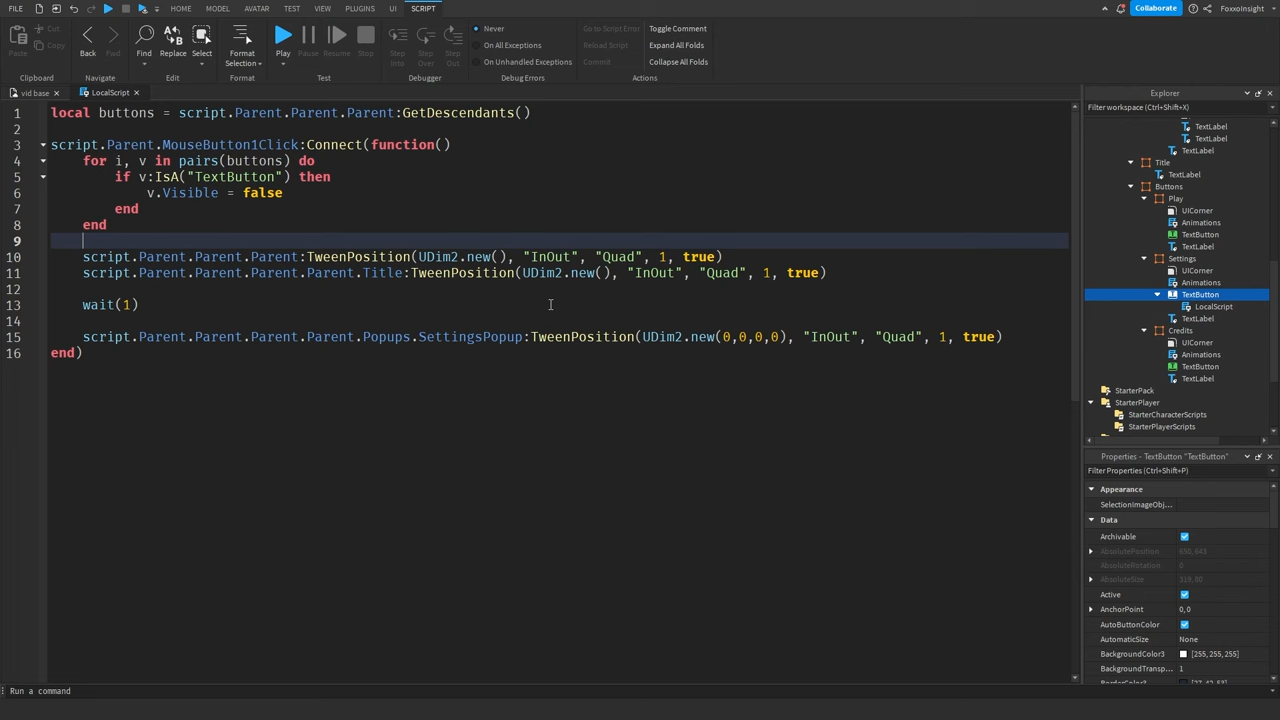 FILE HOME MODEL AVATAR TEST VIEW PLUGINS UI SCRIPT Collaborate FoxxoInsight
Paste Cut Copy Back Fwd Find Replace Select Format Selection Play Pause Resume Stop Step Into Step Over Step Out
Never
On All Exceptions
On Unhandled Exceptions
Go to Script Error
Reload Script
Commit
Toggle Comment
Expand All Folds
Collapse All Folds
Clipboard Navigate Edit Format Test Debugger Debug Errors Actions
vid base LocalScript
1 local buttons = script.Parent.Parent.Parent:GetDescendants()
2
3 script.Parent.MouseButton1Click:Connect(function()
4 for i, v in pairs(buttons) do
5 if v:IsA("TextButton") then
6 v.Visible = false
7 end
8 end
9
10 script.Parent.Parent.Parent:TweenPosition(UDim2.new(), "InOut", "Quad", 1, true)
11 script.Parent.Parent.Parent.Parent.Title:TweenPosition(UDim2.new(), "InOut", "Quad", 1, true)
12
13 wait(1)
14
15 script.Parent.Parent.Parent.Parent.Popups.SettingsPopup:TweenPosition(UDim2.new(0,0,0,0), "InOut", "Quad", 1, true)
16 end)
Explorer
Filter workspace (Ctrl+Shift+X)
TextLabel
TextLabel
TextLabel
Title
TextLabel
Buttons
Play
UICorner
Animations
TextButton
TextLabel
Settings
UICorner
Animations
TextButton
LocalScript
TextLabel
Credits
UICorner
Animations
TextButton
TextLabel
StarterPack
StarterPlayer
StarterCharacterScripts
StarterPlayerScripts
Properties - TextButton "TextButton"
Filter Properties (Ctrl+Shift+P)
Appearance
SelectionImageObj...
Data
Archivable
AbsolutePosition 650,643
AbsoluteRotation 0
AbsoluteSize 319,60
Active
AnchorPoint 0,0
AutoButtonColor
AutomaticSize None
BackgroundColor3 [255, 255, 255]
BackgroundTransp... 1
BorderColor3 [27, 42, 53]
Run a command